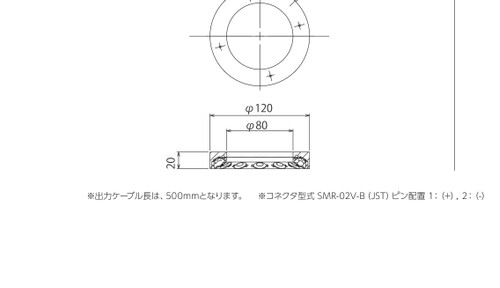 φ120
φ80
20
※出力ケーブル長は、500mmとなります。 ※コネクタ型式 SMR-02V-B (JST) ピン配置 1：(+) , 2：(-)